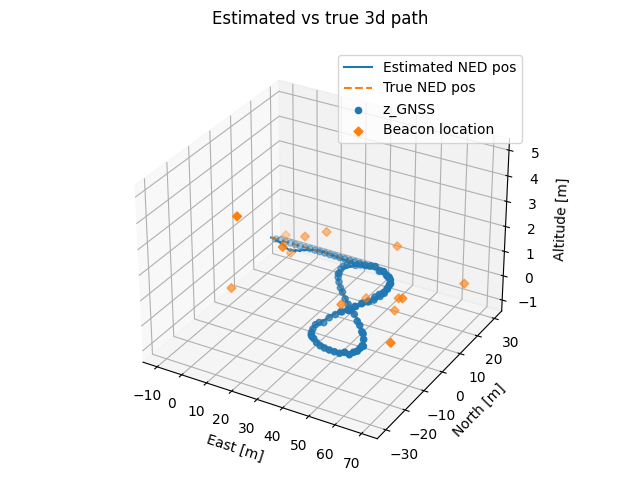 Estimated vs true 3d path
Estimated NED pos
True NED pos
z_GNSS
Beacon location
5
4
3
2
1
0
−1
Altitude [m]
−10
0
10
20
30
40
50
60
70
East [m]
−30
−20
−10
0
10
20
30
North [m]